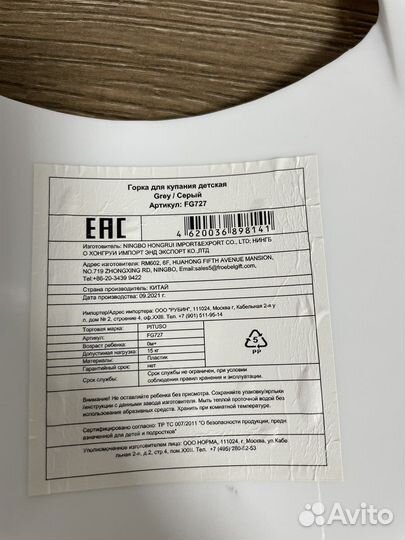 Горка для купания детская
Grey / Серый
Артикул: FG727
EAC
4620036898141
Изготовитель: NINGBO HONGRUI IMPORT&EXPORT CO., LTD: НИНГБ
О ХОНГРУИ ИМПОРТ ЭНД ЭКСПОРТ КО.,ЛТД
Адрес изготовителя: RM602, 6F, HUAHONG FIFTH AVENUE MANSION,
NO.719 ZHONGXING RD, NINGBO, Email:sales5@froebelgift.com,
Tel:+86-20-3439 9422
Страна производитель: КИТАЙ
Дата производства: 09.2021 г.
Импортер/Адрес импортера: ООО "РУБИН", 111024, Москва г, Кабельная 2-я у
л, дом № 2, строение 4, оф.XXIII. Тел. +7 (901) 511-95-14
Торговая марка: PITUSO
Артикул: FG727
Возраст ребенка: 0м+
Допустимая нагрузка: 15 кг
Материалы: Пластик
Гарантийный срок: нет
Срок службы: Срок службы не ограничен, при условии
соблюдения правил хранения и эксплуатации.
5
PP
Внимание! Не оставляйте ребенка без присмотра. Сохраняйте упаковку/ярлыки
/инструкции с данными завода изготовителя. Мыть теплой проточной водой без
использования абразивных средств. Хранить при комнатной температуре.
Изготовлено согласно: ТР ТС 007/2011 "О безопасности продукции, предн
азначенной для детей и подростков"
Уполномоченное изготовителем лицо: ООО НОРМА, 111024, г. Москва, ул Кабе
льная 2-я, д.2, стр 4, пом.XXIII. Тел.: +7 (495) 280-52-53
Avito